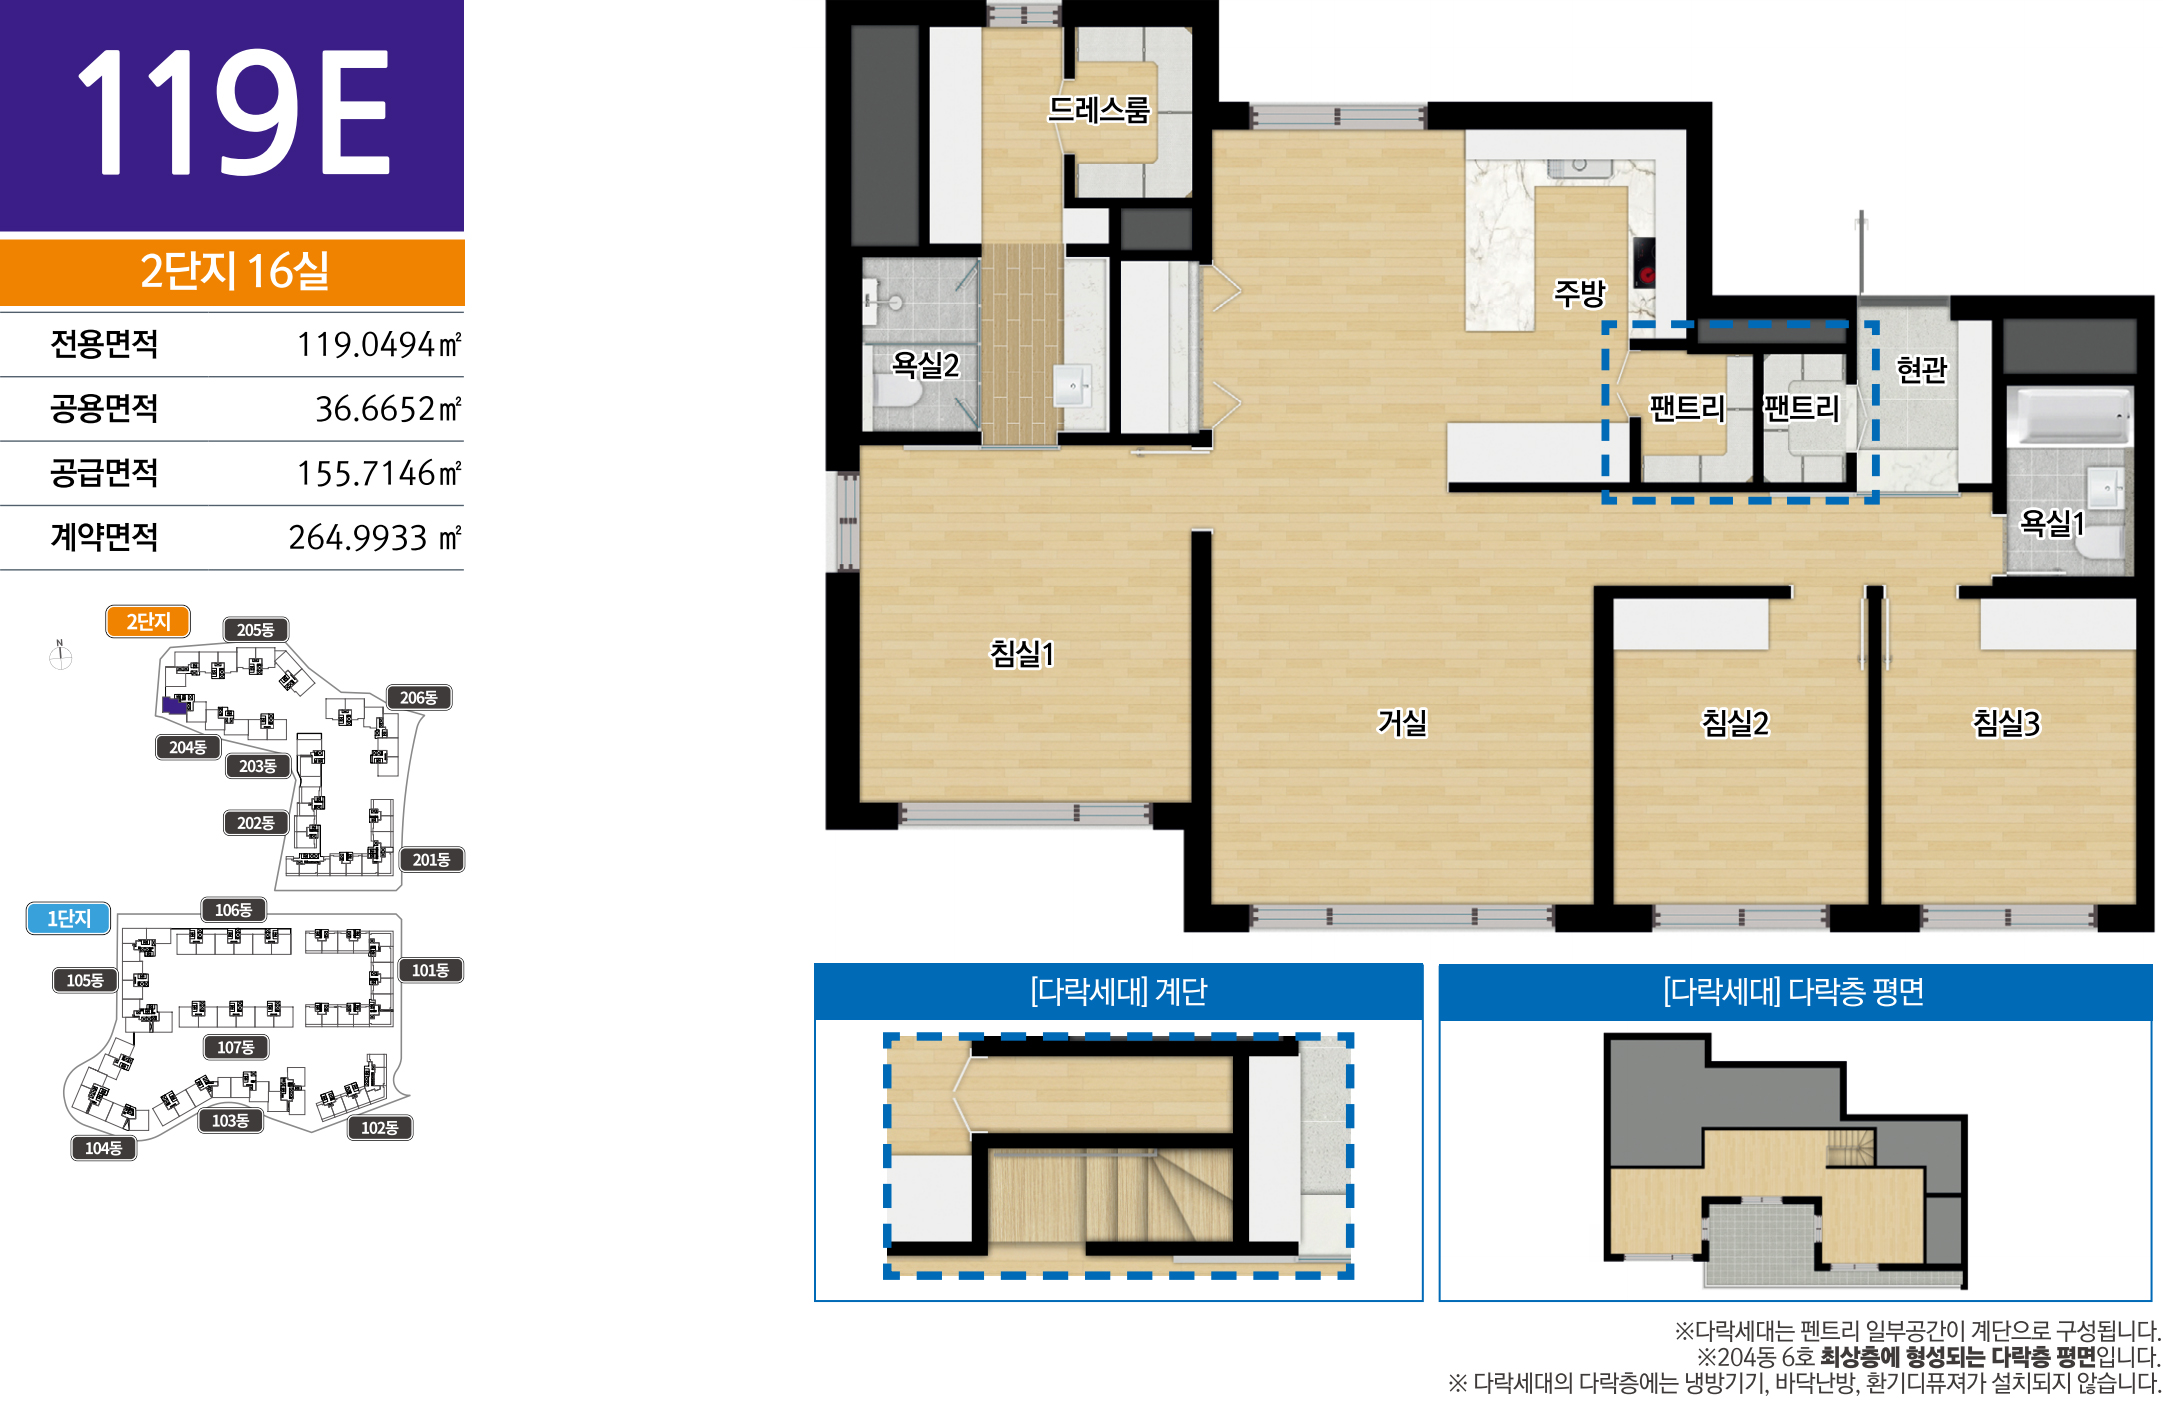 119E
2단지 16실
전용면적 119.0494㎡
공용면적 36.6652㎡
공급면적 155.7146㎡
계약면적 264.9933 ㎡
N
2단지
205동
206동
204동
203동
202동
201동
1단지
106동
105동
101동
107동
103동
102동
104동
드레스룸
주방
욕실2
팬트리
팬트리
현관
욕실1
침실1
거실
침실2
침실3
[다락세대] 계단
[다락세대] 다락층 평면
※다락세대는 펜트리 일부공간이 계단으로 구성됩니다.
※204동 6호 최상층에 형성되는 다락층 평면입니다.
※ 다락세대의 다락층에는 냉방기기, 바닥난방, 환기디퓨져가 설치되지 않습니다.